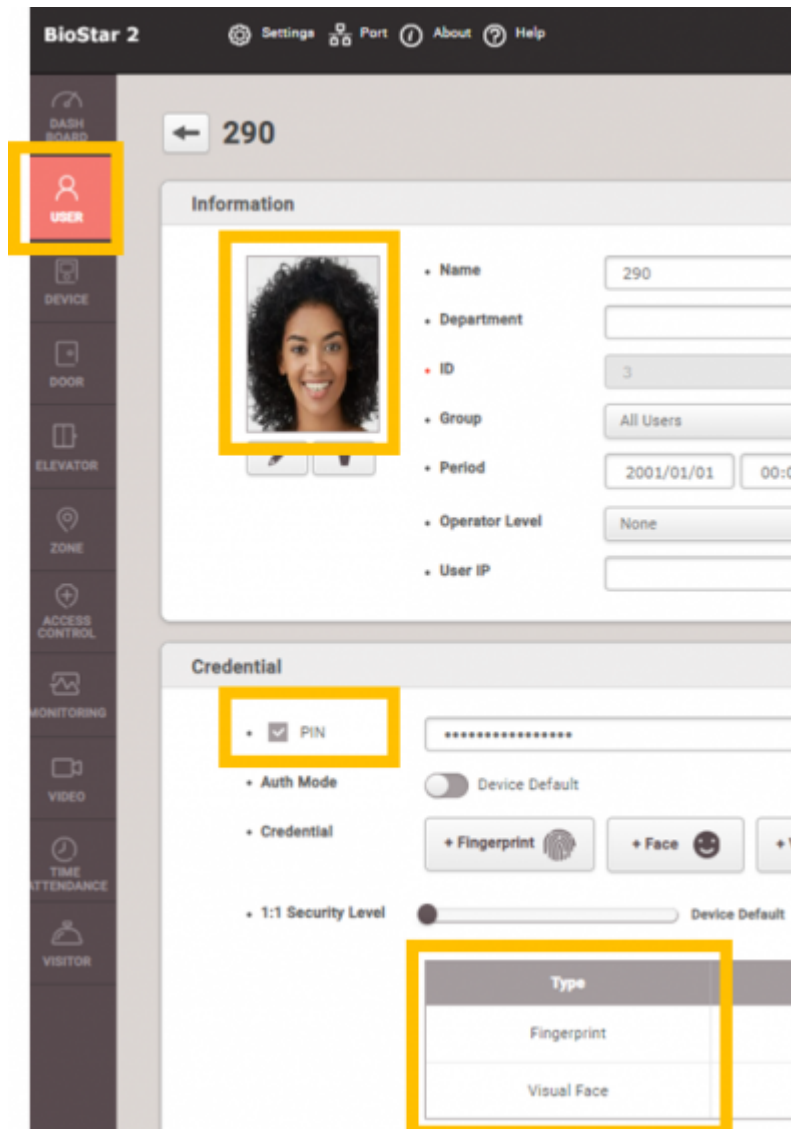 BioStar 2 Settings Port About Help
DASH
BOARD
USER
DEVICE
DOOR
ELEVATOR
ZONE
ACCESS
CONTROL
MONITORING
VIDEO
TIME
ATTENDANCE
VISITOR
290
Information
Name 290
Department
ID 3
Group All Users
Period 2001/01/01 00:0
Operator Level None
User IP
Credential
PIN ••••••••••••••••
Auth Mode Device Default
Credential + Fingerprint + Face +
1:1 Security Level Device Default
Type
Fingerprint
Visual Face